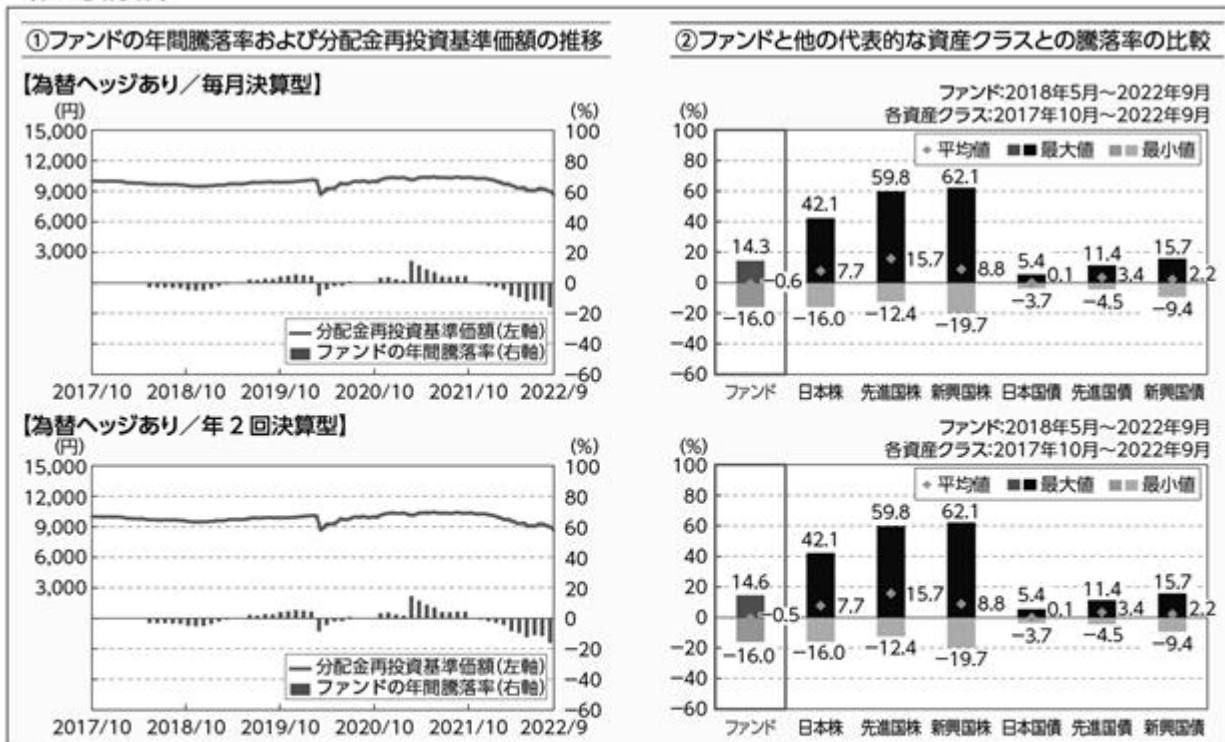 ①ファンドの年間騰落率および分配金再投資基準価額の推移
【為替ヘッジあり／毎月決算型】
(円) (%)
15,000 100
12,000 80
9,000 60
6,000 40
3,000 20
0
−20
−40
−60
分配金再投資基準価額(左軸)
ファンドの年間騰落率(右軸)
2017/10 2018/10 2019/10 2020/10 2021/10 2022/9
【為替ヘッジあり／年2回決算型】
(円) (%)
15,000 100
12,000 80
9,000 60
6,000 40
3,000 20
0
−20
−40
−60
分配金再投資基準価額(左軸)
ファンドの年間騰落率(右軸)
2017/10 2018/10 2019/10 2020/10 2021/10 2022/9
②ファンドと他の代表的な資産クラスとの騰落率の比較
ファンド:2018年5月～2022年9月
各資産クラス:2017年10月～2022年9月
(%)
100
80
60
40
20
0
−20
−40
−60
平均値 最大値 最小値
14.3 42.1 59.8 62.1 5.4 11.4 15.7
−0.6 7.7 15.7 8.8 0.1 3.4 2.2
−16.0 −16.0 −12.4 −19.7 −3.7 −4.5 −9.4
ファンド 日本株 先進国株 新興国株 日本国債 先進国債 新興国債
ファンド:2018年5月～2022年9月
各資産クラス:2017年10月～2022年9月
(%)
100
80
60
40
20
0
−20
−40
−60
平均値 最大値 最小値
14.6 42.1 59.8 62.1 5.4 11.4 15.7
−0.5 7.7 15.7 8.8 0.1 3.4 2.2
−16.0 −16.0 −12.4 −19.7 −3.7 −4.5 −9.4
ファンド 日本株 先進国株 新興国株 日本国債 先進国債 新興国債